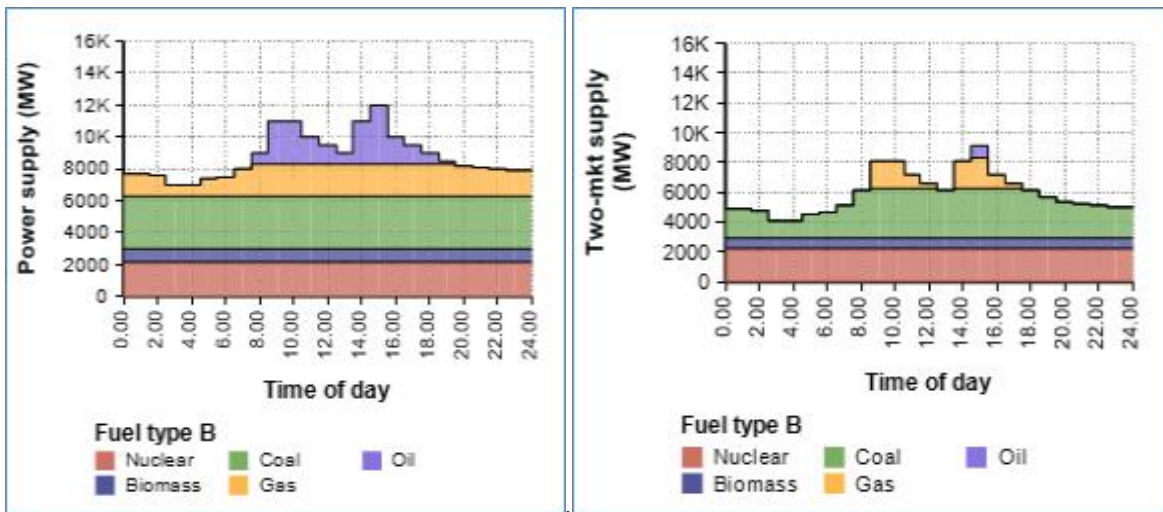 Power supply (MW)
16K
14K
12K
10K
8000
6000
4000
2000
0
0.00 2.00 4.00 6.00 8.00 10.00 12.00 14.00 16.00 18.00 20.00 22.00 24.00
Time of day
Fuel type B
Nuclear Coal Oil
Biomass Gas
Two-mkt supply
(MW)
16K
14K
12K
10K
8000
6000
4000
2000
0
0.00 2.00 4.00 6.00 8.00 10.00 12.00 14.00 16.00 18.00 20.00 22.00 24.00
Time of day
Fuel type B
Nuclear Coal Oil
Biomass Gas